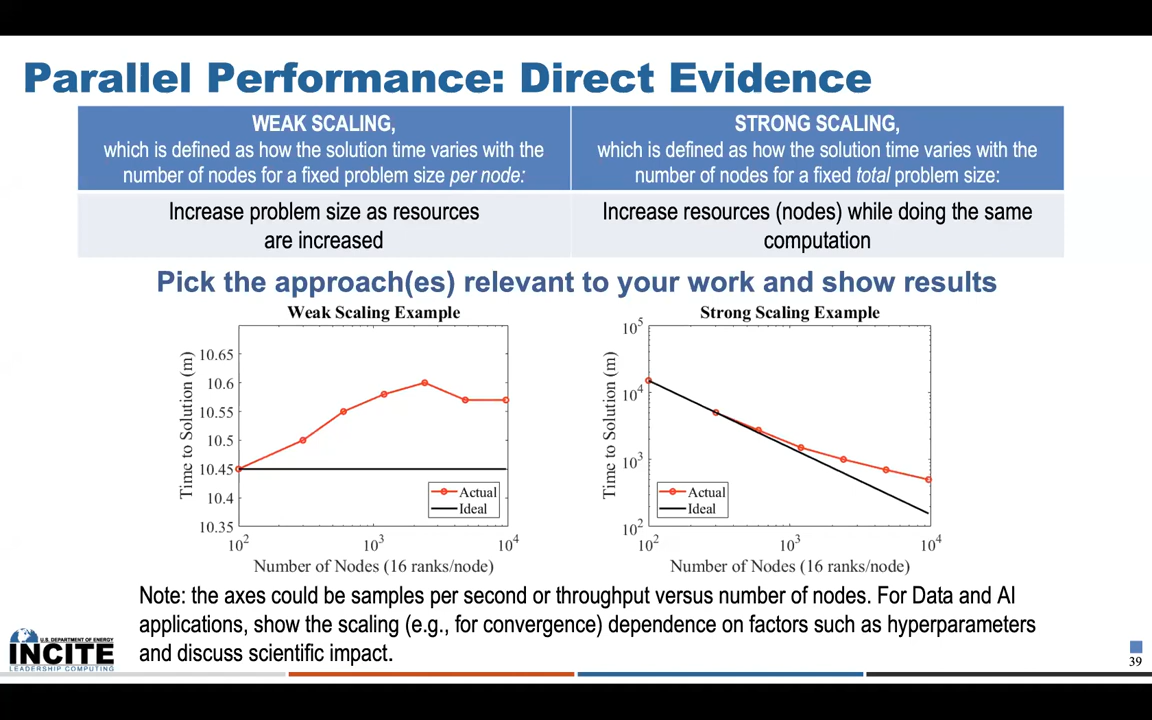 Parallel Performance: Direct Evidence
WEAK SCALING,
which is defined as how the solution time varies with the
number of nodes for a fixed problem size per node:
STRONG SCALING,
which is defined as how the solution time varies with the
number of nodes for a fixed total problem size:
Increase problem size as resources
are increased
Increase resources (nodes) while doing the same
computation
Pick the approach(es) relevant to your work and show results
Weak Scaling Example
Time to Solution (m)
10.65
10.6
10.55
10.5
10.45
10.4
10.35
Actual
Ideal
10² 10³ 10⁴
Number of Nodes (16 ranks/node)
Strong Scaling Example
Time to Solution (m)
10⁵
10⁴
10³
10²
Actual
Ideal
10² 10³ 10⁴
Number of Nodes (16 ranks/node)
Note: the axes could be samples per second or throughput versus number of nodes. For Data and AI
applications, show the scaling (e.g., for convergence) dependence on factors such as hyperparameters
and discuss scientific impact.
U.S. DEPARTMENT OF ENERGY
INCITE
LEADERSHIP COMPUTING
39